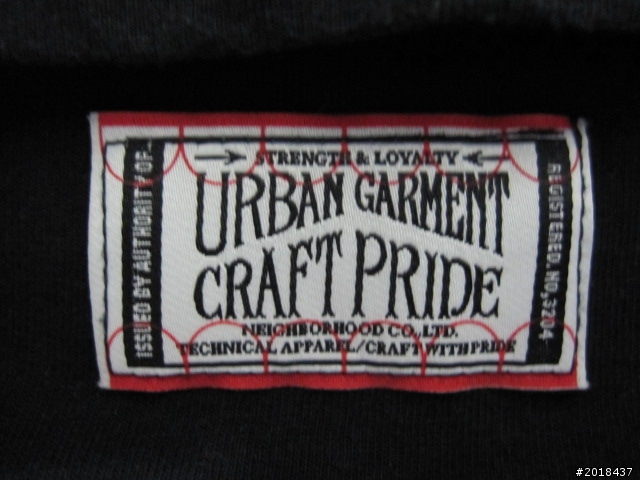 STRENGTH & LOYALTY
URBAN GARMENT
CRAFT PRIDE
NEIGHBORHOOD CO., LTD.
TECHNICAL APPAREL/CRAFT WITH PRIDE
ISSUED BY AUTHORITY OF.
REGISTERED. NO,3204
#2018437